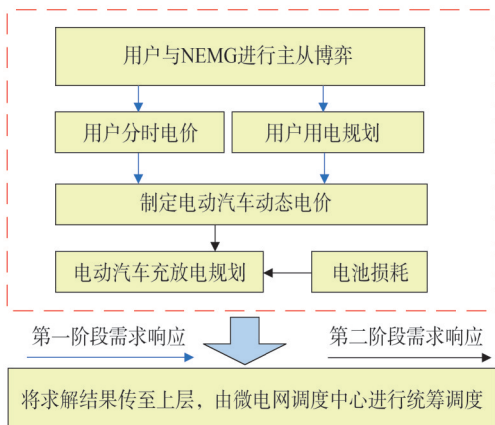 用户与NEMG进行主从博弈
用户分时电价
用户用电规划
制定电动汽车动态电价
电动汽车充放电规划
电池损耗
第一阶段需求响应
第二阶段需求响应
将求解结果传至上层，由微电网调度中心进行统筹调度